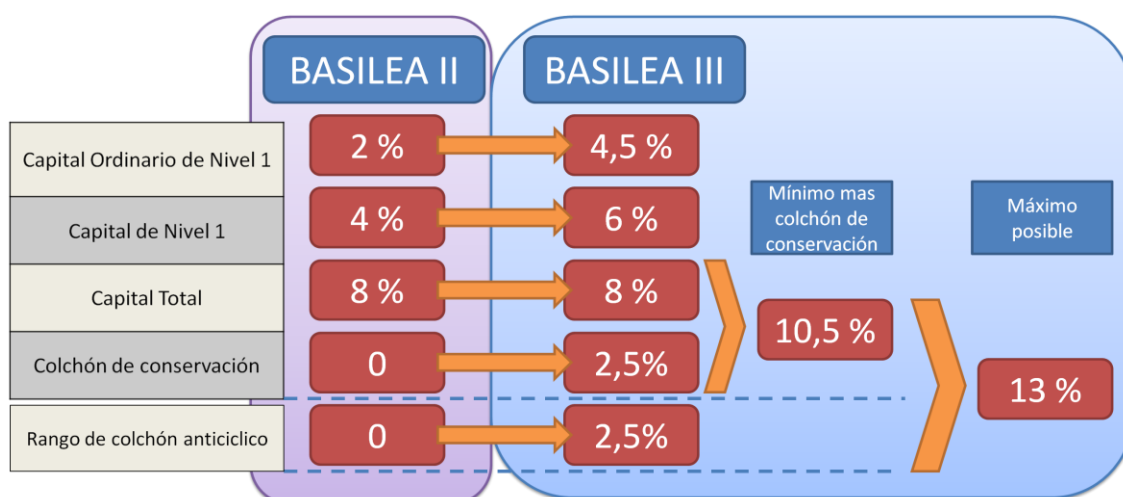 BASILEA II
BASILEA III
Capital Ordinario de Nivel 1
2 %
4,5 %
Capital de Nivel 1
4 %
6 %
Mínimo mas
colchón de
conservación
Máximo
posible
Capital Total
8 %
8 %
10,5 %
Colchón de conservación
0
2,5%
13 %
Rango de colchón anticiclico
0
2,5%